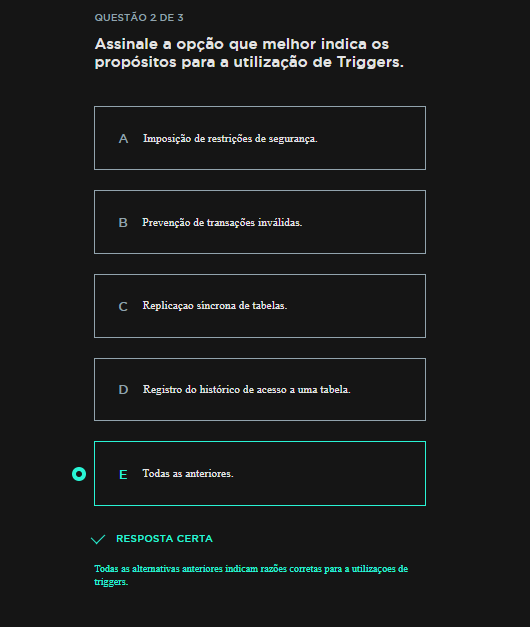 QUESTÃO 2 DE 3
Assinale a opção que melhor indica os
propósitos para a utilização de Triggers.
A Imposição de restrições de segurança.
B Prevenção de transações inválidas.
C Replicaçao síncrona de tabelas.
D Registro do histórico de acesso a uma tabela.
E Todas as anteriores.
RESPOSTA CERTA
Todas as alternativas anteriores indicam razões corretas para a utilizaçoes de
triggers.